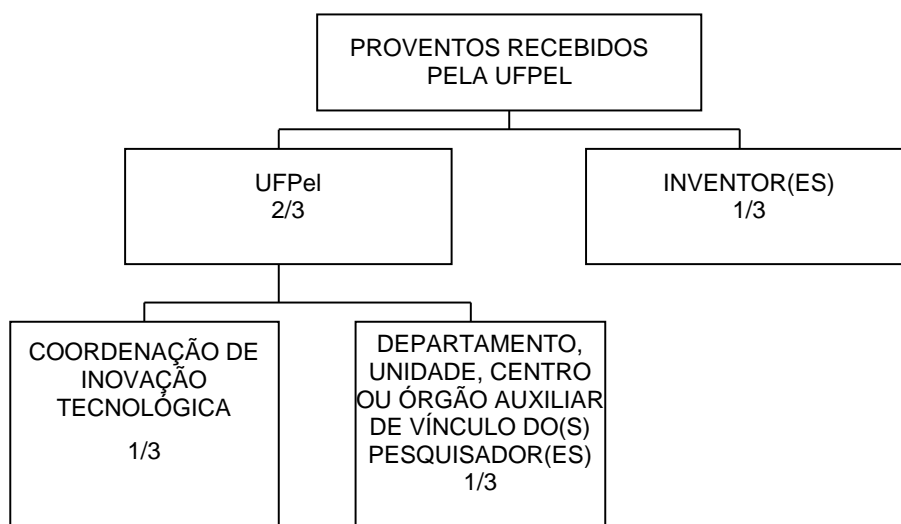 PROVENTOS RECEBIDOS
PELA UFPEL
UFPel
2/3
INVENTOR(ES)
1/3
COORDENAÇÃO DE
INOVAÇÃO
TECNOLÓGICA
1/3
DEPARTAMENTO,
UNIDADE, CENTRO
OU ÓRGÃO AUXILIAR
DE VÍNCULO DO(S)
PESQUISADOR(ES)
1/3